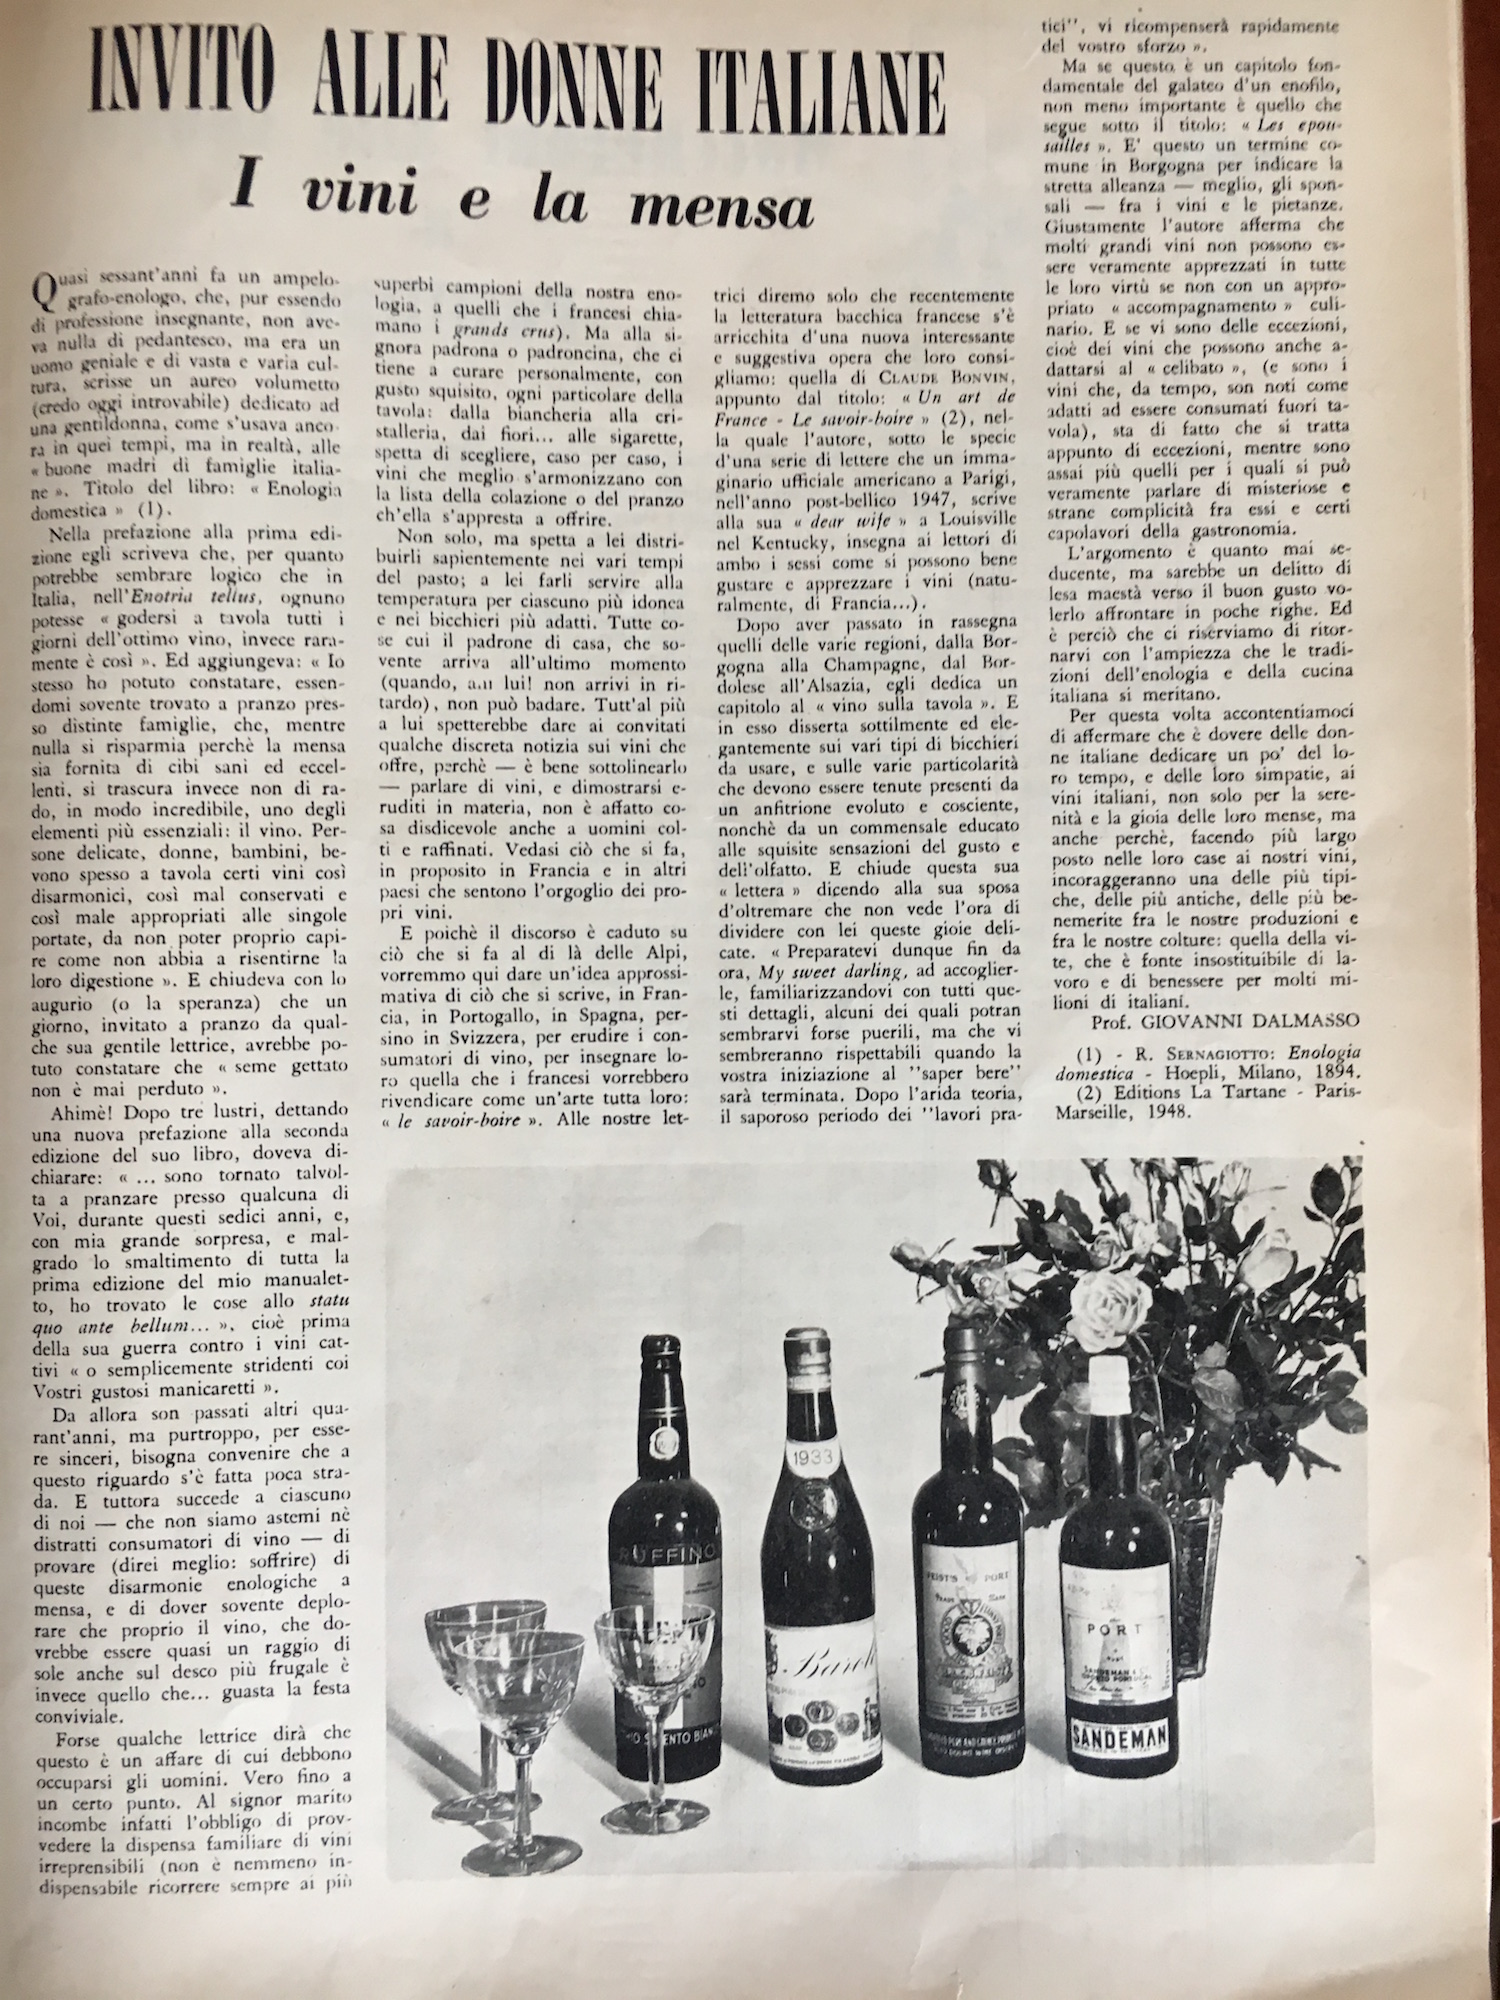 INVITO ALLE DONNE ITALIANE
I vini e la mensa
Quasi sessant'anni fa un ampelo-
grafo-enologo, che, pur essendo
di professione insegnante, non ave-
va nulla di pedantesco, ma era un
uomo geniale e di vasta e varia cul-
tura, scrisse un aureo volumetto
(credo oggi introvabile) dedicato ad
una gentildonna, come s'usava anco-
ra in quei tempi, ma in realtà, alle
« buone madri di famiglie italia-
ne ». Titolo del libro: « Enologia
domestica » (1).
Nella prefazione alla prima edi-
zione egli scriveva che, per quanto
potrebbe sembrare logico che in
Italia, nell'Enotria tellus, ognuno
potesse « godersi a tavola tutti i
giorni dell'ottimo vino, invece rara-
mente è così ». Ed aggiungeva: « Io
stesso ho potuto constatare, essen-
domi sovente trovato a pranzo pres-
so distinte famiglie, che, mentre
nulla si risparmia perchè la mensa
sia fornita di cibi sani ed eccel-
lenti, si trascura invece non di ra-
do, in modo incredibile, uno degli
elementi più essenziali: il vino. Per-
sone delicate, donne, bambini, be-
vono spesso a tavola certi vini così
disarmonici, così mal conservati e
così male appropriati alle singole
portate, da non poter proprio capi-
re come non abbia a risentirne la
loro digestione ». E chiudeva con lo
augurio (o la speranza) che un
giorno, invitato a pranzo da qual-
che sua gentile lettrice, avrebbe po-
tuto constatare che « seme gettato
non è mai perduto ».
Ahimè! Dopo tre lustri, dettando
una nuova prefazione alla seconda
edizione del suo libro, doveva di-
chiarare: « ... sono tornato talvol-
ta a pranzare presso qualcuna di
Voi, durante questi sedici anni, e,
con mia grande sorpresa, e mal-
grado lo smaltimento di tutta la
prima edizione del mio manualet-
to, ho trovato le cose allo statu
quo ante bellum... », cioè prima
della sua guerra contro i vini cat-
tivi « o semplicemente stridenti coi
Vostri gustosi manicaretti ».
Da allora son passati altri qua-
rant'anni, ma purtroppo, per esse-
re sinceri, bisogna convenire che a
questo riguardo s'è fatta poca stra-
da. E tuttora succede a ciascuno
di noi — che non siamo astemi nè
distratti consumatori di vino — di
provare (direi meglio: soffrire) di
queste disarmonie enologiche a
mensa, e di dover sovente deplo-
rare che proprio il vino, che do-
vrebbe essere quasi un raggio di
sole anche sul desco più frugale è
invece quello che... guasta la festa
conviviale.
Forse qualche lettrice dirà che
questo è un affare di cui debbono
occuparsi gli uomini. Vero fino a
un certo punto. Al signor marito
incombe infatti l'obbligo di prov-
vedere la dispensa familiare di vini
irreprensibili (non è nemmeno in-
dispensabile ricorrere sempre ai più
superbi campioni della nostra eno-
logia, a quelli che i francesi chia-
mano i grands crus). Ma alla si-
gnora padrona o padroncina, che ci
tiene a curare personalmente, con
gusto squisito, ogni particolare della
tavola: dalla biancheria alla cri-
stalleria, dai fiori... alle sigarette,
spetta di scegliere, caso per caso, i
vini che meglio s'armonizzano con
la lista della colazione o del pranzo
ch'ella s'appresta a offrire.
Non solo, ma spetta a lei distri-
buirli sapientemente nei vari tempi
del pasto; a lei farli servire alla
temperatura per ciascuno più idonea
e nei bicchieri più adatti. Tutte co-
se cui il padrone di casa, che so-
vente arriva all'ultimo momento
(quando, lui! non arrivi in ri-
tardo), non può badare. Tutt'al più
a lui spetterebbe dare ai convitati
qualche discreta notizia sui vini che
offre, perchè — è bene sottolinearlo
— parlare di vini, e dimostrarsi e-
ruditi in materia, non è affatto co-
sa disdicevole anche a uomini col-
ti e raffinati. Vedasi ciò che si fa,
in proposito in Francia e in altri
paesi che sentono l'orgoglio dei pro-
pri vini.
E poichè il discorso è caduto su
ciò che si fa al di là delle Alpi,
vorremmo qui dare un'idea approssi-
mativa di ciò che si scrive, in Fran-
cia, in Portogallo, in Spagna, per-
sino in Svizzera, per erudire i con-
sumatori di vino, per insegnare lo-
ro quella che i francesi vorrebbero
rivendicare come un'arte tutta loro:
« le savoir-boire ». Alle nostre let-
trici diremo solo che recentemente
la letteratura bacchica francese s'è
arricchita d'una nuova interessante
e suggestiva opera che loro consi-
gliamo: quella di CLAUDE BONVIN,
appunto dal titolo: « Un art de
France - Le savoir-boire » (2), nel-
la quale l'autore, sotto le specie
d'una serie di lettere che un imma-
ginario ufficiale americano a Parigi,
nell'anno post-bellico 1947, scrive
alla sua « dear wife » a Louisville
nel Kentucky, insegna ai lettori di
ambo i sessi come si possono bene
gustare e apprezzare i vini (natu-
ralmente, di Francia...).
Dopo aver passato in rassegna
quelli delle varie regioni, dalla Bor-
gogna alla Champagne, dal Bor-
dolese all'Alsazia, egli dedica un
capitolo al « vino sulla tavola ». E
in esso disserta sottilmente ed ele-
gantemente sui vari tipi di bicchieri
da usare, e sulle varie particolarità
che devono essere tenute presenti da
un anfitrione evoluto e cosciente,
nonchè da un commensale educato
alle squisite sensazioni del gusto e
dell'olfatto. E chiude questa sua
« lettera » dicendo alla sua sposa
d'oltremare che non vede l'ora di
dividere con lei queste gioie deli-
cate. « Preparatevi dunque fin da
ora, My sweet darling, ad accoglier-
le, familiarizzandovi con tutti que-
sti dettagli, alcuni dei quali potran
sembrarvi forse puerili, ma che vi
sembreranno rispettabili quando la
vostra iniziazione al "saper bere"
sarà terminata. Dopo l'arida teoria,
il saporoso periodo dei "lavori pra-
tici", vi ricompenserà rapidamente
del vostro sforzo ».
Ma se questo è un capitolo fon-
damentale del galateo d'un enofilo,
non meno importante è quello che
segue sotto il titolo: « Les epou-
sailles ». E' questo un termine co-
mune in Borgogna per indicare la
stretta alleanza — meglio, gli spon-
sali — fra i vini e le pietanze.
Giustamente l'autore afferma che
molti grandi vini non possono es-
sere veramente apprezzati in tutte
le loro virtù se non con un appro-
priato « accompagnamento » culi-
nario. E se vi sono delle eccezioni,
cioè dei vini che possono anche a-
dattarsi al « celibato », (e sono i
vini che, da tempo, son noti come
adatti ad essere consumati fuori ta-
vola), sta di fatto che si tratta
appunto di eccezioni, mentre sono
assai più quelli per i quali si può
veramente parlare di misteriose e
strane complicità fra essi e certi
capolavori della gastronomia.
L'argomento è quanto mai se-
ducente, ma sarebbe un delitto di
lesa maestà verso il buon gusto vo-
lerlo affrontare in poche righe. Ed
è perciò che ci riserviamo di ritor-
narvi con l'ampiezza che le tradi-
zioni dell'enologia e della cucina
italiana si meritano.
Per questa volta accontentiamoci
di affermare che è dovere delle don-
ne italiane dedicare un po' del lo-
ro tempo, e delle loro simpatie, ai
vini italiani, non solo per la sere-
nità e la gioia delle loro mense, ma
anche perchè, facendo più largo
posto nelle loro case ai nostri vini,
incoraggeranno una delle più tipi-
che, delle più antiche, delle più be-
nemerite fra le nostre produzioni e
fra le nostre colture: quella della vi-
te, che è fonte insostituibile di la-
voro e di benessere per molti mi-
lioni di italiani.
Prof. GIOVANNI DALMASSO
(1) - R. SERNAGIOTTO: Enologia
domestica - Hoepli, Milano, 1894.
(2) Editions La Tartane - Paris-
Marseille, 1948.
RUFFINO
1933
Barolo
FEIST'S PORT
TRADE MARK
PORT
SANDEMAN
OPORTO PORTUGAL
SANDEMAN